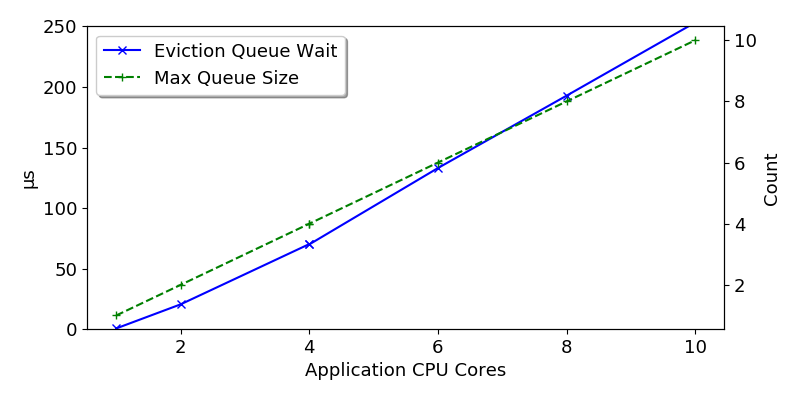 Eviction Queue Wait
Max Queue Size
250
200
150
100
50
0
µs
10
8
6
4
2
Count
2 4 6 8 10
Application CPU Cores